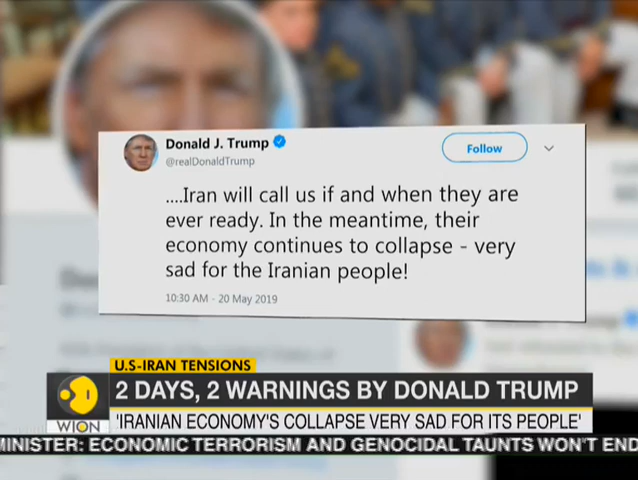 Donald J. Trump
Follow
@realDonaldTrump
....Iran will call us if and when they are
ever ready. In the meantime, their
economy continues to collapse - very
sad for the Iranian people!
10:30 AM - 20 May 2019
U.S-IRAN TENSIONS
2 DAYS, 2 WARNINGS BY DONALD TRUMP
WION
'IRANIAN ECONOMY'S COLLAPSE VERY SAD FOR ITS PEOPLE'
MINISTER: ECONOMIC TERRORISM AND GENOCIDAL TAUNTS WON'T END